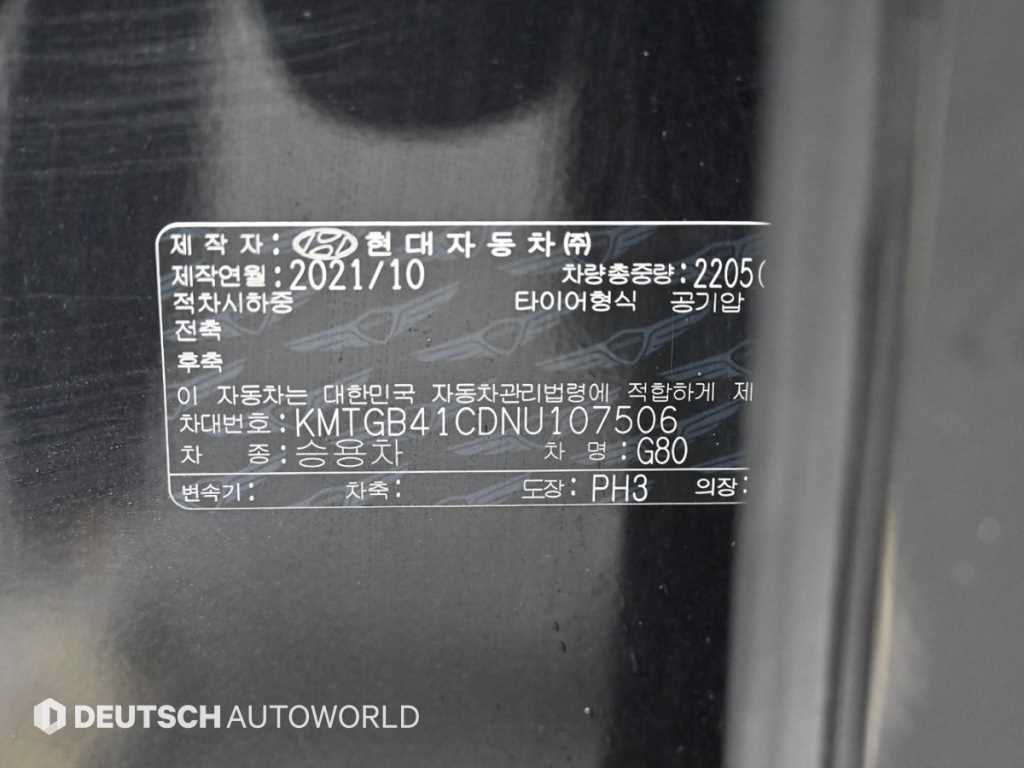 제 작 자 : 현 대 자 동 차 ㈜
제작연월 : 2021/10 차량총중량 : 2205(
적차시하중 타이어형식 공기압
전축
후축
이 자동차는 대한민국 자동차관리법령에 적합하게 제
차대번호 : KMTGB41CDNU107506
차 종 : 승용차 차 명 : G80
변속기 : 차축 : 도장 : PH3 의장 :
DEUTSCH AUTOWORLD